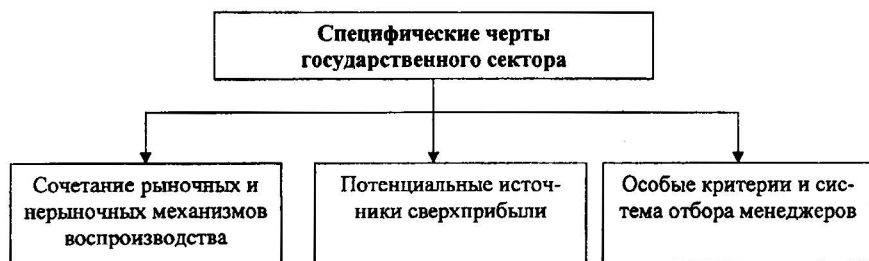 Специфические черты
государственного сектора
Сочетание рыночных и
нерыночных механизмов
воспроизводства
Потенциальные источ-
ники сверхприбыли
Особые критерии и сис-
тема отбора менеджеров